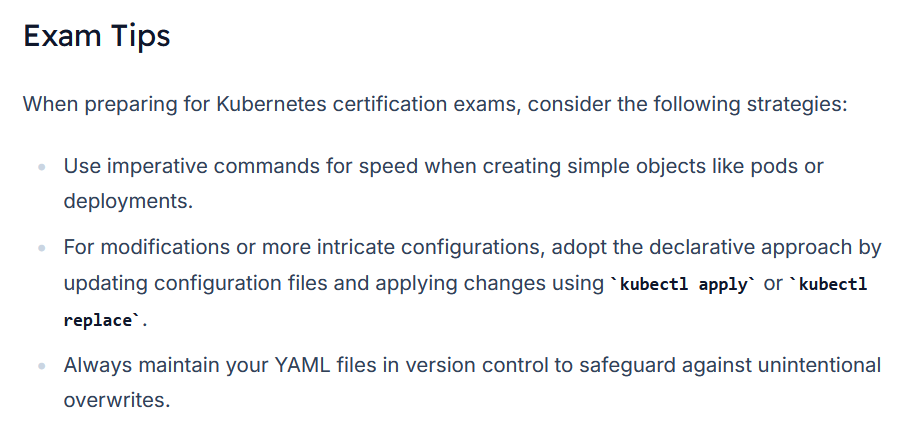 Exam Tips
When preparing for Kubernetes certification exams, consider the following strategies:
Use imperative commands for speed when creating simple objects like pods or
deployments.
For modifications or more intricate configurations, adopt the declarative approach by
updating configuration files and applying changes using `kubectl apply` or `kubectl
replace`.
Always maintain your YAML files in version control to safeguard against unintentional
overwrites.